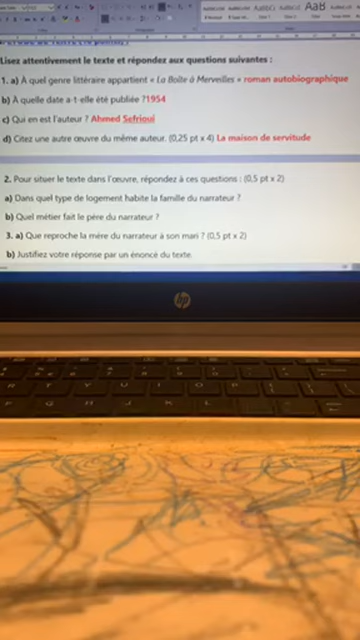 Lisez attentivement le texte et répondez aux questions suivantes :
1. a) À quel genre littéraire appartient « La Boîte à Merveilles » roman autobiographique
b) À quelle date a-t-elle été publiée ?1954
c) Qui en est l'auteur ? Ahmed Sefrioui
d) Citez une autre œuvre du même auteur. (0,25 pt x 4) La maison de servitude
2. Pour situer le texte dans l'œuvre, répondez à ces questions : (0,5 pt x 2)
a) Dans quel type de logement habite la famille du narrateur ?
b) Quel métier fait le père du narrateur ?
3. a) Que reproche la mère du narrateur à son mari ? (0,5 pt x 2)
b) Justifiez votre réponse par un énoncé du texte.
hp